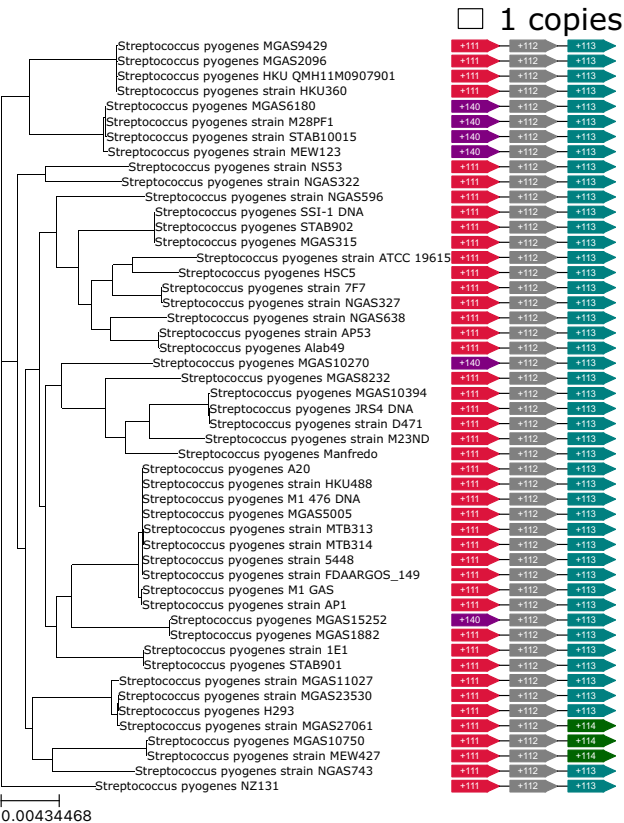 1 copies
Streptococcus pyogenes MGAS9429 +111 +112 +113
Streptococcus pyogenes MGAS2096 +111 +112 +113
Streptococcus pyogenes HKU QMH11M0907901 +111 +112 +113
Streptococcus pyogenes strain HKU360 +111 +112 +113
Streptococcus pyogenes MGAS6180 +140 +112 +113
Streptococcus pyogenes strain M28PF1 +140 +112 +113
Streptococcus pyogenes strain STAB10015 +140 +112 +113
Streptococcus pyogenes strain MEW123 +140 +112 +113
Streptococcus pyogenes strain NS53 +111 +112 +113
Streptococcus pyogenes strain NGAS322 +111 +112 +113
Streptococcus pyogenes strain NGAS596 +111 +112 +113
Streptococcus pyogenes SSI-1 DNA +111 +112 +113
Streptococcus pyogenes STAB902 +111 +112 +113
Streptococcus pyogenes MGAS315 +111 +112 +113
Streptococcus pyogenes strain ATCC 19615 +111 +112 +113
Streptococcus pyogenes HSC5 +111 +112 +113
Streptococcus pyogenes strain 7F7 +111 +112 +113
Streptococcus pyogenes strain NGAS327 +111 +112 +113
Streptococcus pyogenes strain NGAS638 +111 +112 +113
Streptococcus pyogenes strain AP53 +111 +112 +113
Streptococcus pyogenes Alab49 +111 +112 +113
Streptococcus pyogenes MGAS10270 +140 +112 +113
Streptococcus pyogenes MGAS8232 +111 +112 +113
Streptococcus pyogenes MGAS10394 +111 +112 +113
Streptococcus pyogenes JRS4 DNA +111 +112 +113
Streptococcus pyogenes strain D471 +111 +112 +113
Streptococcus pyogenes strain M23ND +111 +112 +113
Streptococcus pyogenes Manfredo +111 +112 +113
Streptococcus pyogenes A20 +111 +112 +113
Streptococcus pyogenes strain HKU488 +111 +112 +113
Streptococcus pyogenes M1 476 DNA +111 +112 +113
Streptococcus pyogenes MGAS5005 +111 +112 +113
Streptococcus pyogenes strain MTB313 +111 +112 +113
Streptococcus pyogenes strain MTB314 +111 +112 +113
Streptococcus pyogenes strain 5448 +111 +112 +113
Streptococcus pyogenes strain FDAARGOS_149 +111 +112 +113
Streptococcus pyogenes M1 GAS +111 +112 +113
Streptococcus pyogenes strain AP1 +111 +112 +113
Streptococcus pyogenes MGAS15252 +140 +112 +113
Streptococcus pyogenes MGAS1882 +111 +112 +113
Streptococcus pyogenes strain 1E1 +111 +112 +113
Streptococcus pyogenes STAB901 +111 +112 +113
Streptococcus pyogenes strain MGAS11027 +111 +112 +113
Streptococcus pyogenes strain MGAS23530 +111 +112 +113
Streptococcus pyogenes H293 +111 +112 +113
Streptococcus pyogenes strain MGAS27061 +111 +112 +114
Streptococcus pyogenes MGAS10750 +111 +112 +114
Streptococcus pyogenes strain MEW427 +111 +112 +114
Streptococcus pyogenes strain NGAS743 +111 +112 +113
Streptococcus pyogenes NZ131 +111 +112 +113
0.00434468